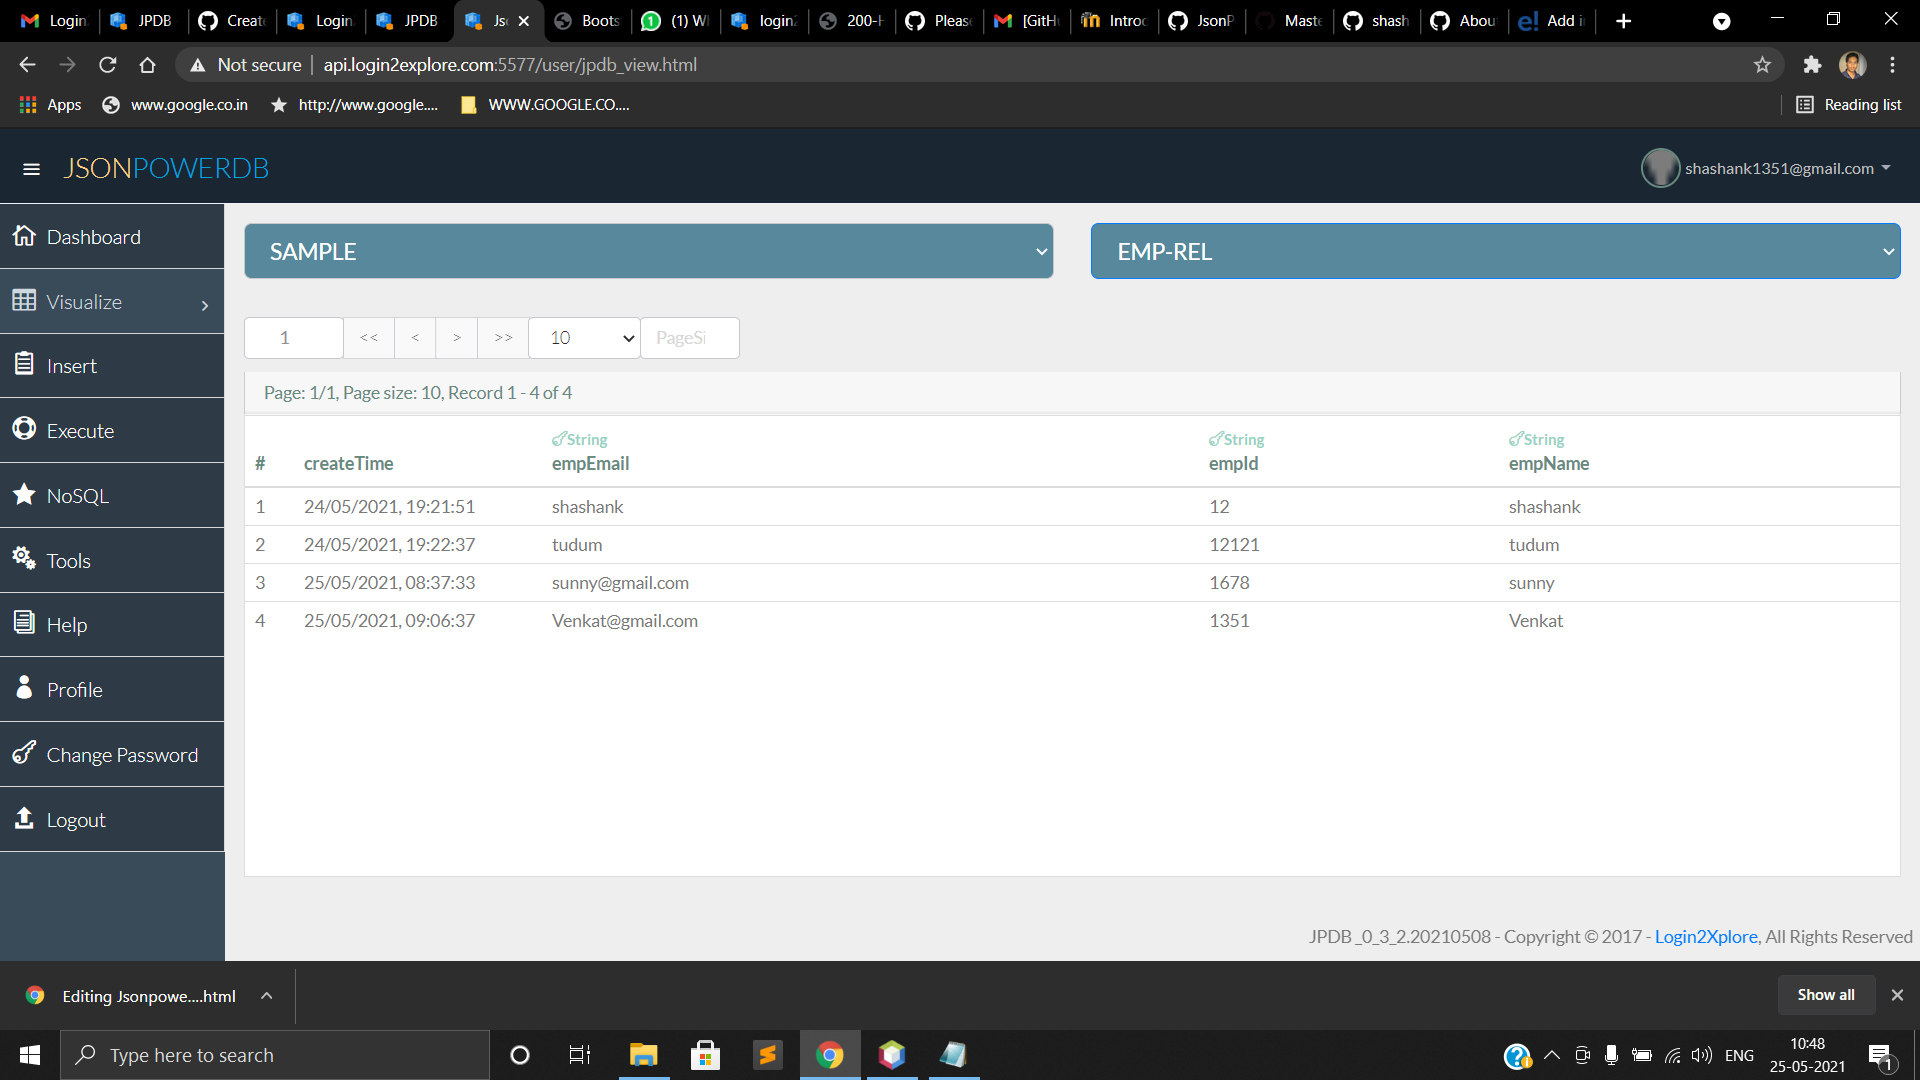 Login JPDB Create Login JPDB Js Boots (1) W login 200-H Pleas [GitH Introc JsonP Maste shash Abou Add i
Not secure api.login2explore.com:5577/user/jpdb_view.html
Apps www.google.co.in http://www.google.... WWW.GOOGLE.CO.... Reading list
JSONPOWERDB shashank1351@gmail.com
Dashboard
Visualize
Insert
Execute
NoSQL
Tools
Help
Profile
Change Password
Logout
SAMPLE EMP-REL
1 << < > >> 10 PageSi
Page: 1/1, Page size: 10, Record 1 - 4 of 4
String String String
# createTime empEmail empId empName
1 24/05/2021, 19:21:51 shashank 12 shashank
2 24/05/2021, 19:22:37 tudum 12121 tudum
3 25/05/2021, 08:37:33 sunny@gmail.com 1678 sunny
4 25/05/2021, 09:06:37 Venkat@gmail.com 1351 Venkat
JPDB_0_3_2.20210508 - Copyright © 2017 - Login2Xplore, All Rights Reserved
Editing Jsonpowe....html Show all
Type here to search ENG 10:48
25-05-2021 1